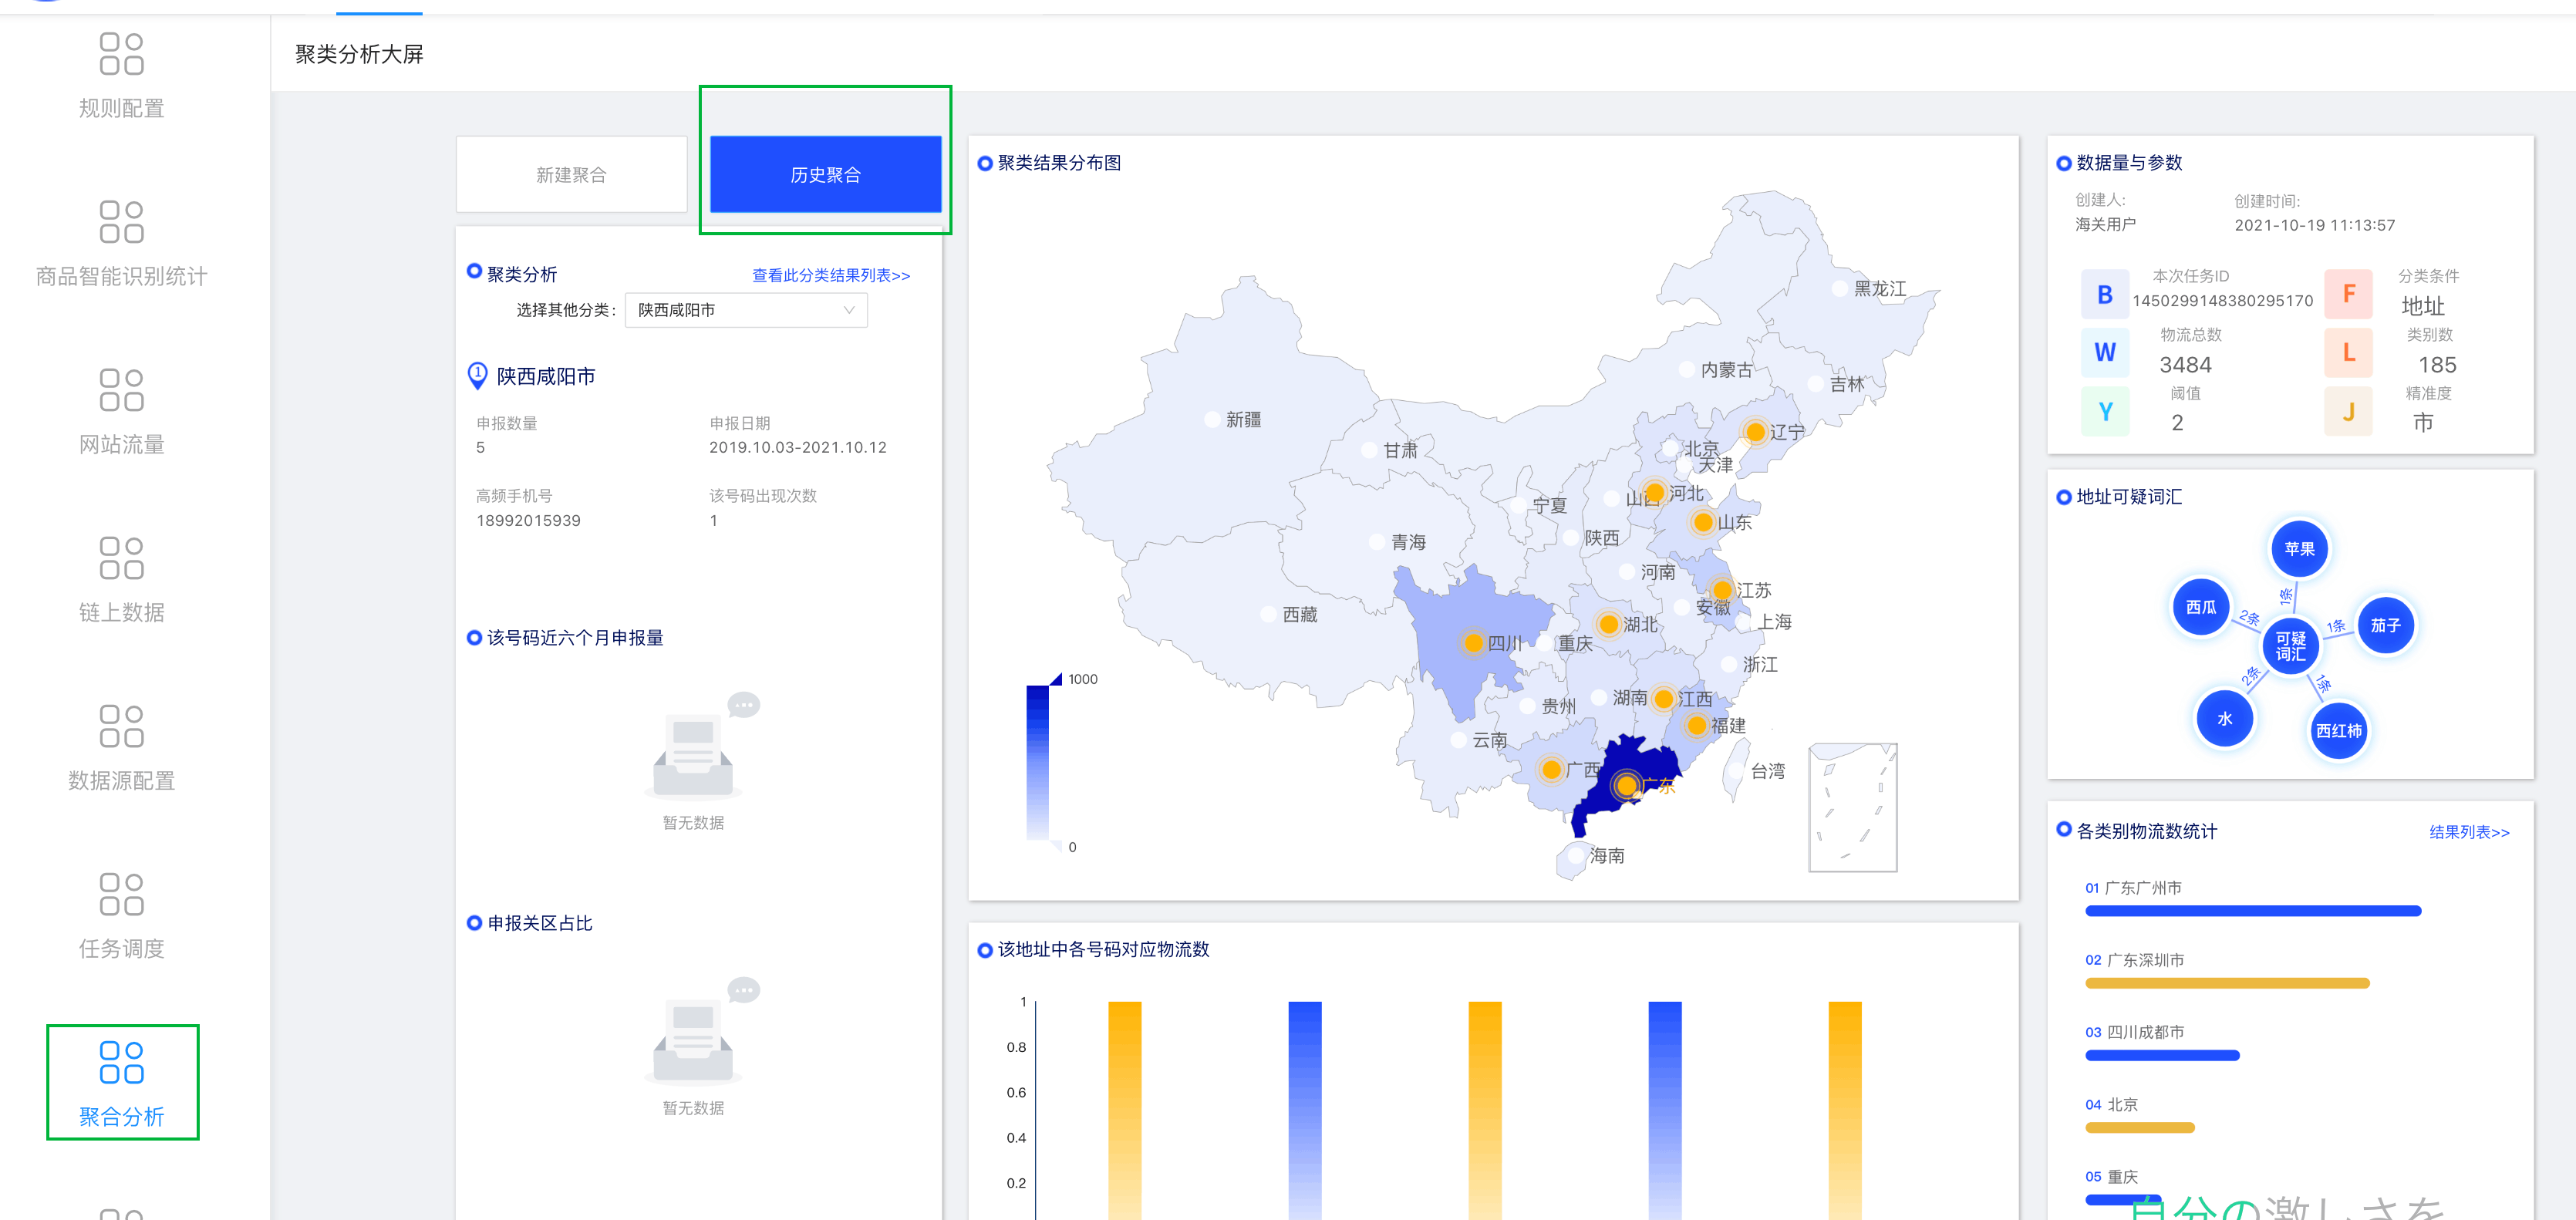 聚类分析大屏
规则配置
商品智能识别统计
网站流量
链上数据
数据源配置
任务调度
聚合分析
新建聚合
历史聚合
聚类分析
查看此分类结果列表>>
选择其他分类：
陕西咸阳市
1
陕西咸阳市
申报数量
申报日期
5
2019.10.03-2021.10.12
高频手机号
该号码出现次数
18992015939
1
该号码近六个月申报量
暂无数据
申报关区占比
暂无数据
聚类结果分布图
黑龙江
内蒙古
吉林
新疆
辽宁
甘肃
北京
天津
河北
山西
宁夏
山东
陕西
青海
河南
江苏
安徽
西藏
上海
湖北
四川
重庆
浙江
湖南
江西
贵州
福建
云南
广西
台湾
广东
海南
1000
0
该地址中各号码对应物流数
1
0.8
0.6
0.4
0.2
数据量与参数
创建人:
创建时间:
海关用户
2021-10-19 11:13:57
B
本次任务ID
1450299148380295170
F
分类条件
地址
W
物流总数
3484
L
类别数
185
Y
阈值
2
J
精准度
市
地址可疑词汇
苹果
西瓜
茄子
可疑
词汇
水
西红柿
1条
2条
1条
2条
1条
各类别物流数统计
结果列表>>
01 广东广州市
02 广东深圳市
03 四川成都市
04 北京
05 重庆
自分の激しさを